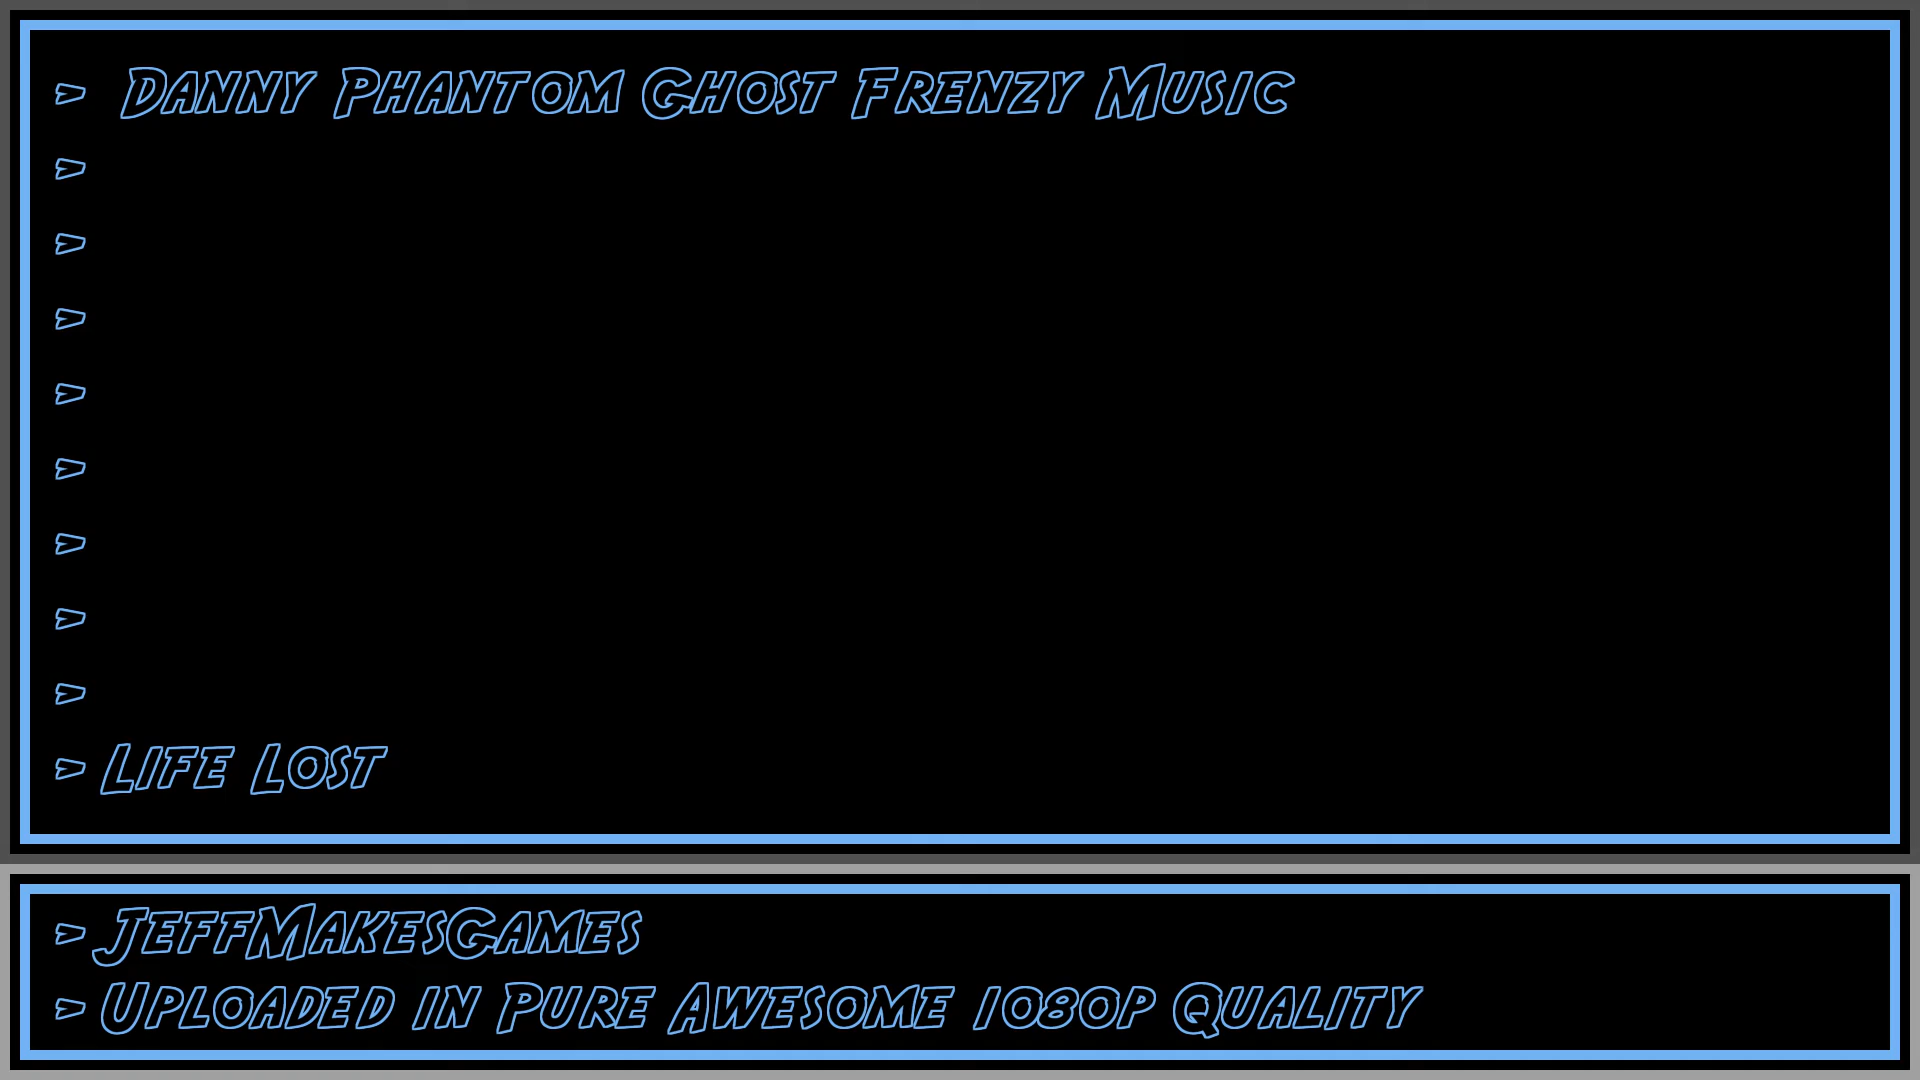 > Danny Phantom Ghost Frenzy Music
>
>
>
>
>
>
>
>
> Life Lost
> JeffMakesGames
> Uploaded in Pure Awesome 1080p Quality